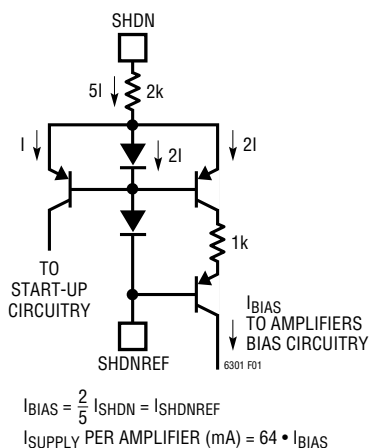 SHDN
5I
2k
I
2I
2I
1k
TO
START-UP
CIRCUITRY
IBIAS
TO AMPLIFIERS
BIAS CIRCUITRY
SHDNREF
6301 F01
IBIAS = 2/5 ISHDN = ISHDNREF
ISUPPLY PER AMPLIFIER (mA) = 64 • IBIAS